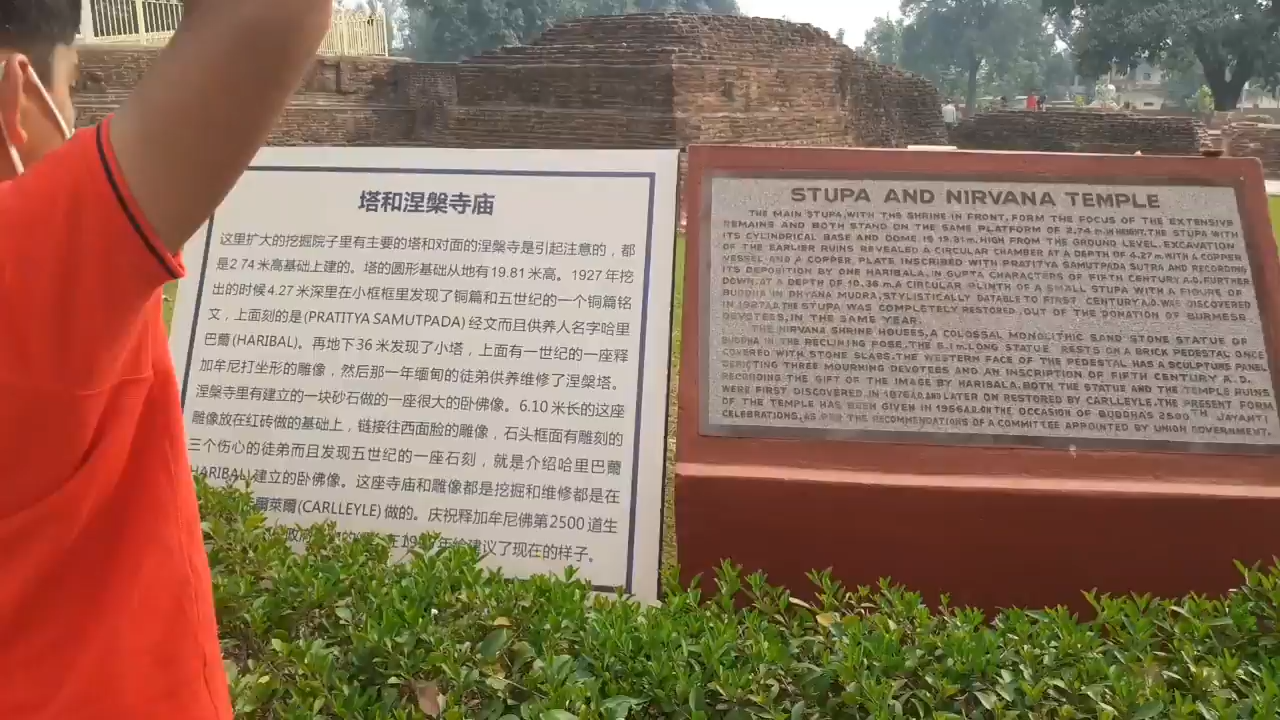 塔和涅槃寺庙
这里扩大的挖掘院子里有主要的塔和对面的涅槃寺是引起注意的，都
是2.74米高基础上建的。塔的圆形基础从地有19.81米高。1927年挖
出的时候4.27米深里在小框框里发现了铜篇和五世纪的一个铜篇铭
文，上面刻的是(PRATITYA SAMUTPADA) 经文而且供养人名字哈里
巴薾(HARIBAL)。再地下36米发现了小塔，上面有一世纪的一座释
加牟尼打坐形的雕像，然后那一年缅甸的徒弟供养维修了涅槃塔。
涅槃寺里有建立的一块砂石做的一座很大的卧佛像。6.10米长的这座
雕像放在红砖做的基础上，链接往西面脸的雕像，石头框面有雕刻的
三个伤心的徒弟而且发现五世纪的一座石刻，就是介绍哈里巴薾
HARIBAL)建立的卧佛像。这座寺庙和雕像都是挖掘和维修都是在
爾萊爾(CARLLEYLE) 做的。庆祝释加牟尼佛第2500道生
建议了现在的样子。
STUPA AND NIRVANA TEMPLE
THE MAIN STUPA, WITH THE SHRINE IN FRONT, FORM THE FOCUS OF THE EXTENSIVE
REMAINS AND BOTH STAND ON THE SAME PLATFORM OF 2.74 m. IN HEIGHT. THE STUPA WITH
ITS CYLINDRICAL BASE AND DOME IS 19.81m. HIGH FROM THE GROUND LEVEL. EXCAVATION
OF THE EARLIER RUINS REVEALED A CIRCULAR CHAMBER AT A DEPTH OF 4.27 m. WITH A COPPER
VESSEL AND A COPPER PLATE INSCRIBED WITH PRATITYA SAMUTPADA SUTRA AND RECORDING
ITS DEPOSITION BY ONE HARIBALA, IN GUPTA CHARACTERS OF FIFTH CENTURY A.D. FURTHER
DOWN, AT A DEPTH OF 10.36 m. A CIRCULAR PLINTH OF A SMALL STUPA WITH A FIGURE OF
BUDDHA IN DHYANA MUDRA, STYLISTICALLY DATABLE TO FIRST CENTURY A.D. WAS DISCOVERED
IN 1927 A.D. THE STUPA WAS COMPLETELY RESTORED, OUT OF THE DONATION OF BURMESE
DEVOTEES, IN THE SAME YEAR.
THE NIRVANA SHRINE HOUSES, A COLOSSAL MONOLITHIC SAND STONE STATUE OF
BUDDHA IN THE RECLINING POSE. THE 6.1m. LONG STATUE RESTS ON A BRICK PEDESTAL ONCE
COVERED WITH STONE SLABS. THE WESTERN FACE OF THE PEDESTAL HAS A SCULPTURE PANEL
DEPICTING THREE MOURNING DEVOTEES AND AN INSCRIPTION OF FIFTH CENTURY A.D.
RECORDING THE GIFT OF THE IMAGE BY HARIBALA. BOTH THE STATUE AND THE TEMPLE RUINS
WERE FIRST DISCOVERED, IN 1876 A.D. AND LATER ON RESTORED BY CARLLEYLE. THE PRESENT FORM
OF THE TEMPLE HAS BEEN GIVEN IN 1956 A.D. ON THE OCCASION OF BUDDHA'S 2500TH JAYANTI
CELEBRATIONS, AS PER THE RECOMMENDATIONS OF A COMMITTEE APPOINTED BY UNION GOVERNMENT.